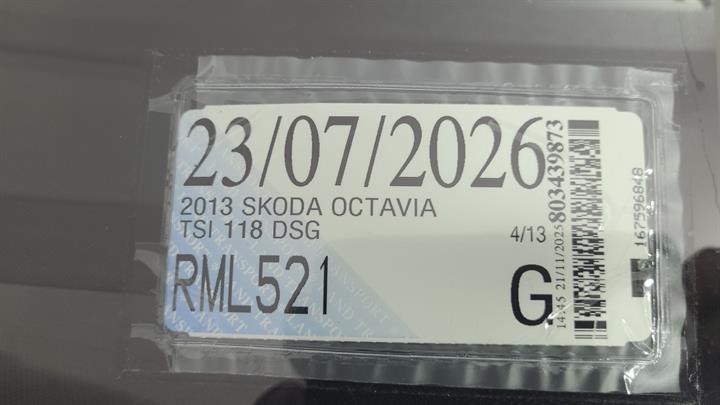 23/07/2026
2013 SKODA OCTAVIA
TSI 118 DSG 4/13
RML521 G
14:45 21/11/2025 803439873
167596848